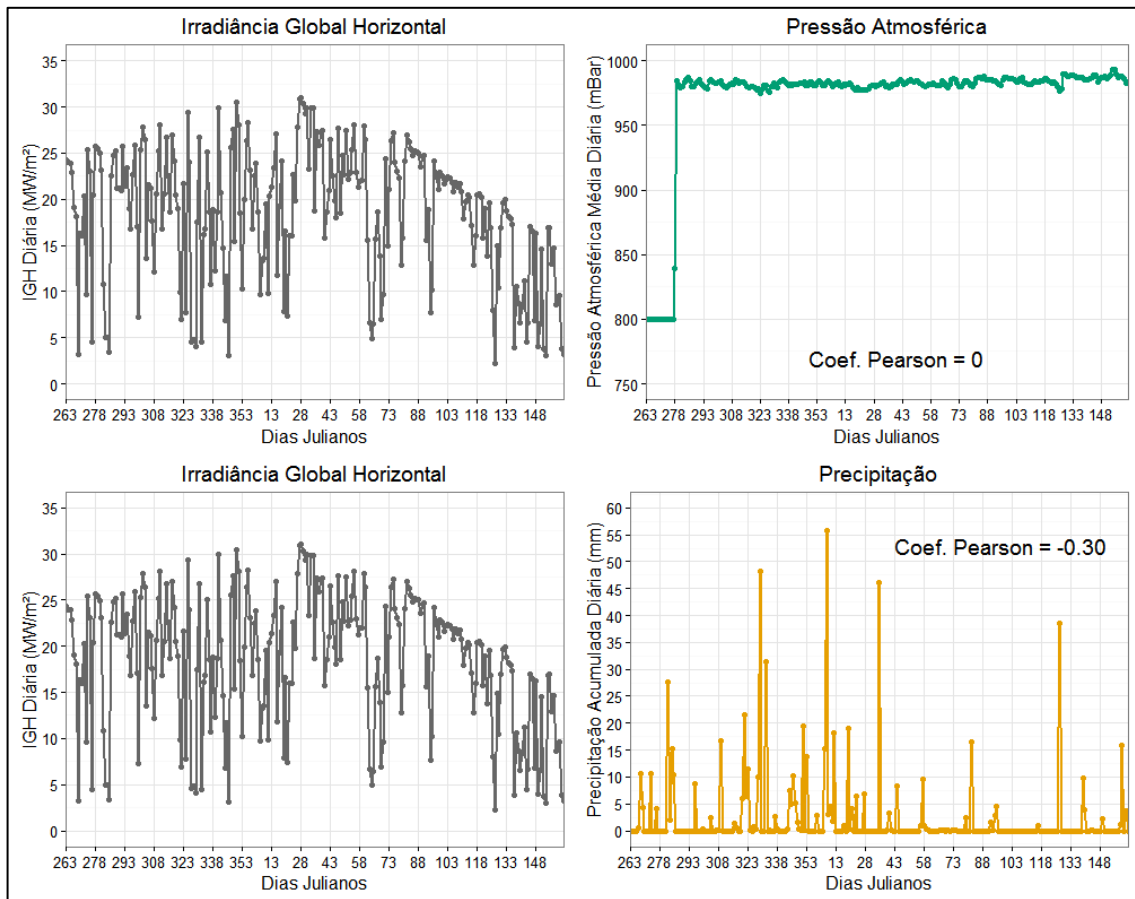 Irradiância Global Horizontal
IGH Diária (MW/m²)
35
30
25
20
15
10
5
0
263 278 293 308 323 338 353 13 28 43 58 73 88 103 118 133 148
Dias Julianos
Pressão Atmosférica
Pressão Atmosférica Média Diária (mBar)
1000
950
900
850
800
750
Coef. Pearson = 0
263 278 293 308 323 338 353 13 28 43 58 73 88 103 118 133 148
Dias Julianos
Irradiância Global Horizontal
IGH Diária (MW/m²)
35
30
25
20
15
10
5
0
263 278 293 308 323 338 353 13 28 43 58 73 88 103 118 133 148
Dias Julianos
Precipitação
Precipitação Acumulada Diária (mm)
60
55
50
45
40
35
30
25
20
15
10
5
0
Coef. Pearson = -0.30
263 278 293 308 323 338 353 13 28 43 58 73 88 103 118 133 148
Dias Julianos